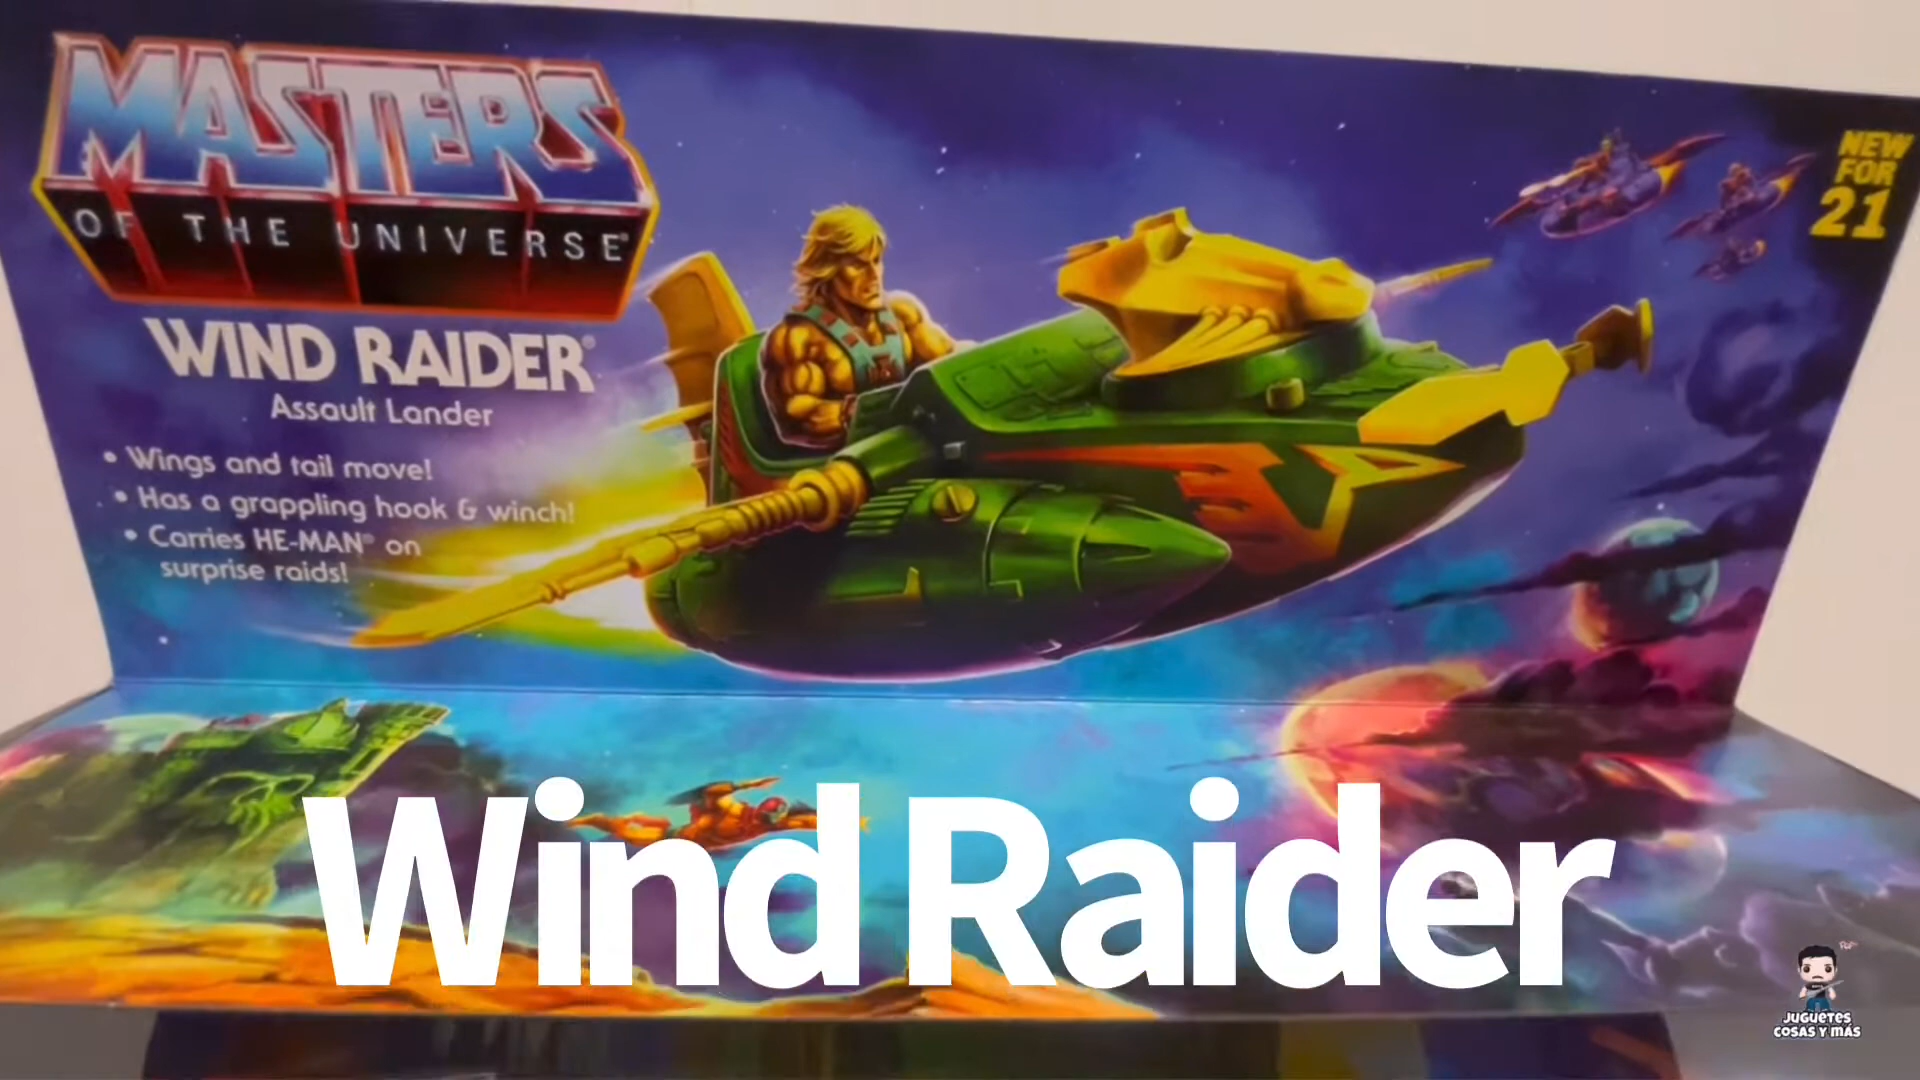 MASTERS
OF THE UNIVERSE®
WIND RAIDER®
Assault Lander
• Wings and tail move!
• Has a grappling hook & winch!
• Carries HE-MAN® on
surprise raids!
NEW
FOR
21
Wind Raider
POP
JUGUETES
COSAS Y MÁS